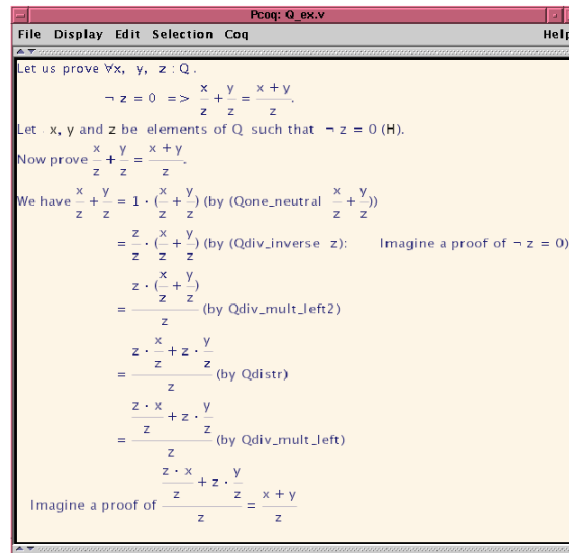 Pcoq: Q_ex.v
File Display Edit Selection Coq Help
Let us prove ∀x, y, z : Q.
¬ z = 0 => x/z + y/z = (x + y)/z.
Let x, y and z be elements of Q such that ¬ z = 0 (H).
Now prove x/z + y/z = (x + y)/z.
We have x/z + y/z = 1 · (x/z + y/z) (by (Qone_neutral x/z + y/z))
= z/z · (x/z + y/z) (by (Qdiv_inverse z): Imagine a proof of ¬ z = 0)
= (z · (x/z + y/z))/z (by Qdiv_mult_left2)
= (z · x/z + z · y/z)/z (by Qdistr)
= ((z · x)/z + z · y/z)/z (by Qdiv_mult_left)
Imagine a proof of ((z · x)/z + z · y/z)/z = (x + y)/z